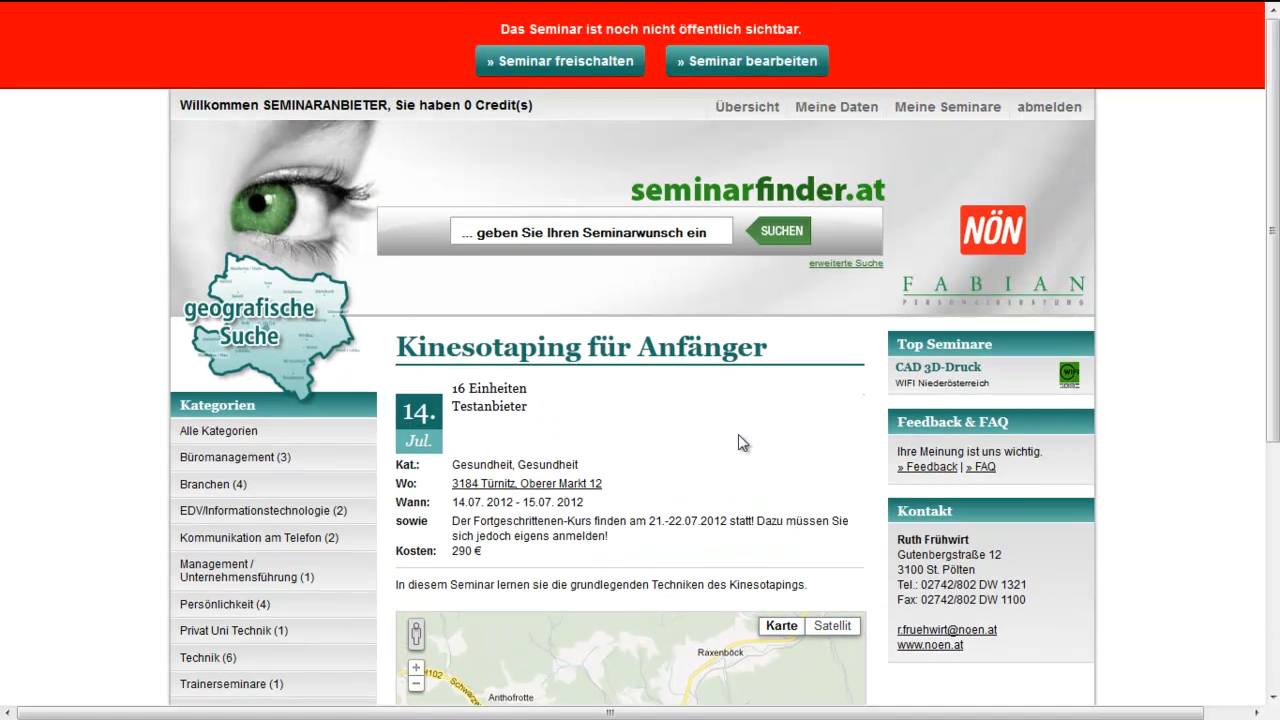 Das Seminar ist noch nicht öffentlich sichtbar.
» Seminar freischalten
» Seminar bearbeiten
Willkommen SEMINARANBIETER, Sie haben 0 Credit(s)
Übersicht
Meine Daten
Meine Seminare
abmelden
seminarfinder.at
... geben Sie Ihren Seminarwunsch ein
SUCHEN
erweiterte Suche
NÖN
FABIAN
PERSONALBERATUNG
geografische
Suche
Kategorien
Alle Kategorien
Büromanagement (3)
Branchen (4)
EDV/Informationstechnologie (2)
Kommunikation am Telefon (2)
Management /
Unternehmensführung (1)
Persönlichkeit (4)
Privat Uni Technik (1)
Technik (6)
Trainerseminare (1)
Kinesotaping für Anfänger
14.
Jul.
16 Einheiten
Testanbieter
Kat.: Gesundheit, Gesundheit
Wo: 3184 Türnitz, Oberer Markt 12
Wann: 14.07. 2012 - 15.07. 2012
sowie Der Fortgeschrittenen-Kurs finden am 21.-22.07.2012 statt! Dazu müssen Sie
sich jedoch eigens anmelden!
Kosten: 290 €
In diesem Seminar lernen sie die grundlegenden Techniken des Kinesotapings.
Karte
Satellit
Raxenböck
Anthofrotte
Top Seminare
CAD 3D-Druck
WIFI Niederösterreich
WIFI
Feedback & FAQ
Ihre Meinung ist uns wichtig.
» Feedback | » FAQ
Kontakt
Ruth Frühwirt
Gutenbergstraße 12
3100 St. Pölten
Tel.: 02742/802 DW 1321
Fax: 02742/802 DW 1100
r.fruehwirt@noen.at
www.noen.at